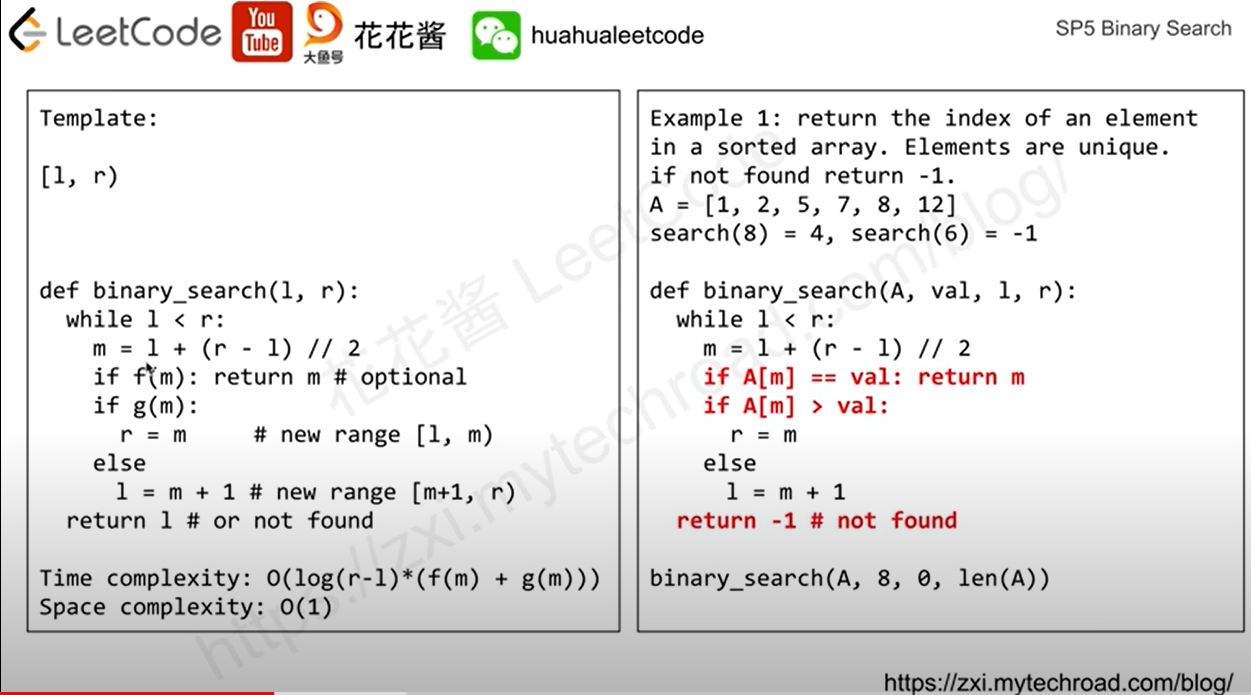 LeetCode You Tube 大鱼号 花花酱 huahualeetcode SP5 Binary Search
Template:
[l, r)
def binary_search(l, r):
  while l < r:
    m = l + (r - l) // 2
    if f(m): return m # optional
    if g(m):
      r = m     # new range [l, m)
    else
      l = m + 1 # new range [m+1, r)
  return l # or not found
Time complexity: O(log(r-l)*(f(m) + g(m)))
Space complexity: O(1)
Example 1: return the index of an element
in a sorted array. Elements are unique.
if not found return -1.
A = [1, 2, 5, 7, 8, 12]
search(8) = 4, search(6) = -1
def binary_search(A, val, l, r):
  while l < r:
    m = l + (r - l) // 2
    if A[m] == val: return m
    if A[m] > val:
      r = m
    else
      l = m + 1
  return -1 # not found
binary_search(A, 8, 0, len(A))
花花酱 LeetCode
https://zxi.mytechroad.com/blog/
https://zxi.mytechroad.com/blog/